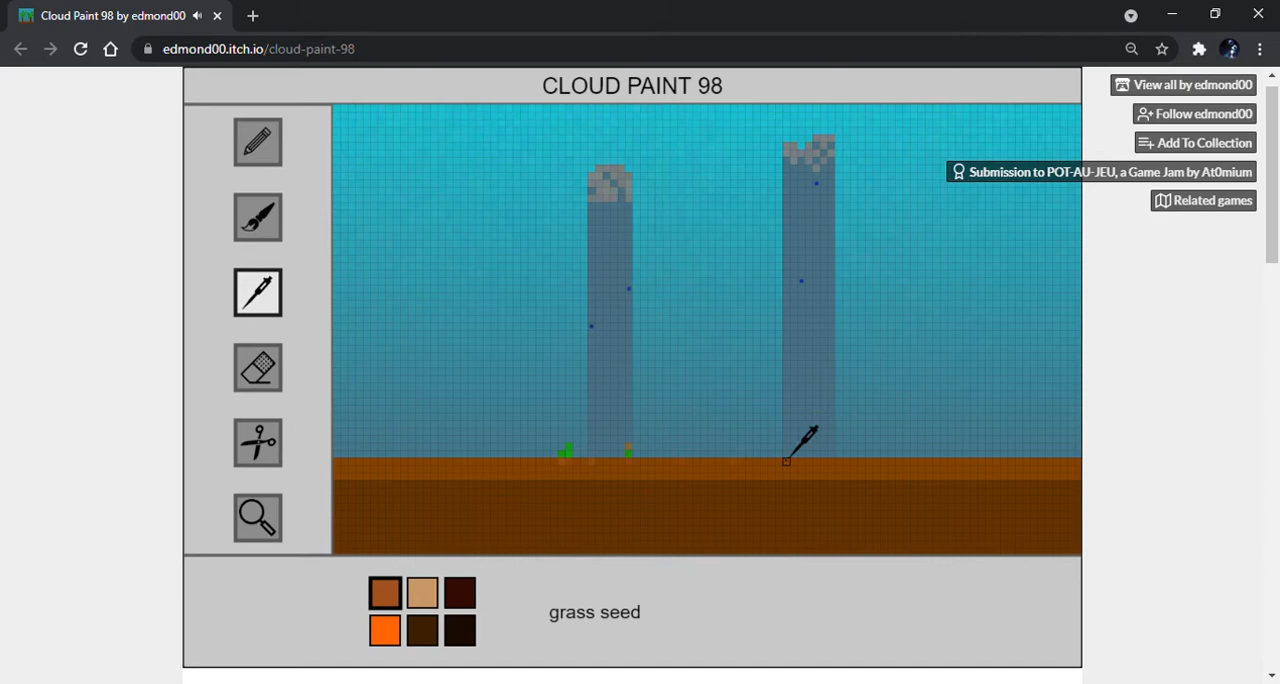 Cloud Paint 98 by edmond00
edmond00.itch.io/cloud-paint-98
CLOUD PAINT 98
View all by edmond00
Follow edmond00
Add To Collection
Submission to POT-AU-JEU, a Game Jam by At0mium
Related games
grass seed